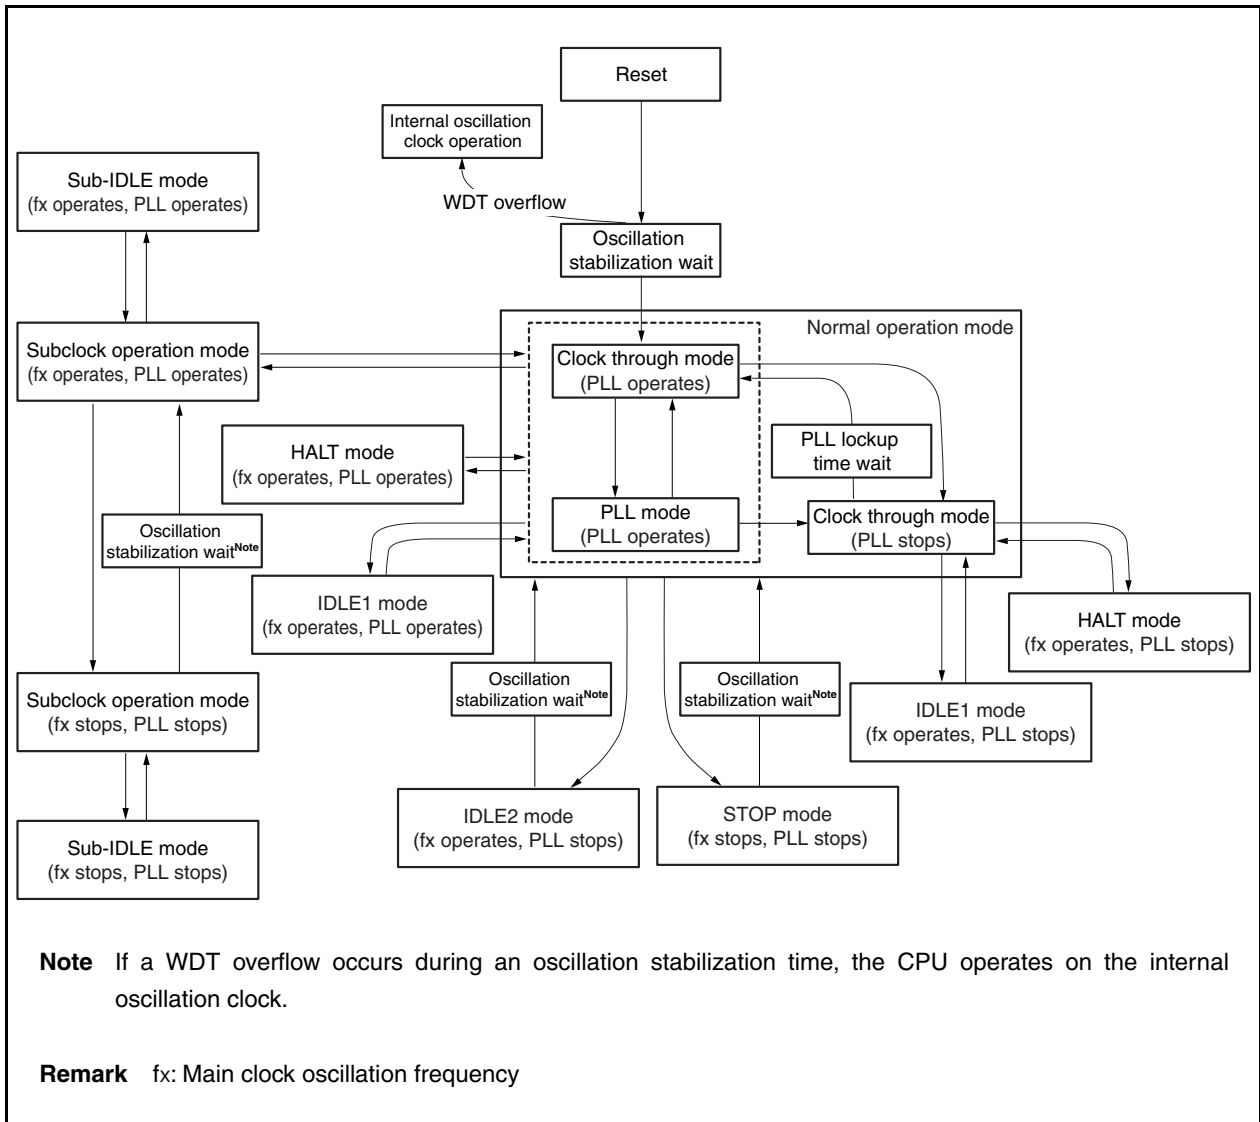 Reset
Internal oscillation
clock operation
WDT overflow
Oscillation
stabilization wait
Sub-IDLE mode
(fx operates, PLL operates)
Normal operation mode
Subclock operation mode
(fx operates, PLL operates)
Clock through mode
(PLL operates)
HALT mode
(fx operates, PLL operates)
PLL lockup
time wait
PLL mode
(PLL operates)
Clock through mode
(PLL stops)
Oscillation
stabilization waitNote
IDLE1 mode
(fx operates, PLL operates)
HALT mode
(fx operates, PLL stops)
Oscillation
stabilization waitNote
Oscillation
stabilization waitNote
Subclock operation mode
(fx stops, PLL stops)
IDLE1 mode
(fx operates, PLL stops)
IDLE2 mode
(fx operates, PLL stops)
STOP mode
(fx stops, PLL stops)
Sub-IDLE mode
(fx stops, PLL stops)
Note If a WDT overflow occurs during an oscillation stabilization time, the CPU operates on the internal
oscillation clock.
Remark fx: Main clock oscillation frequency